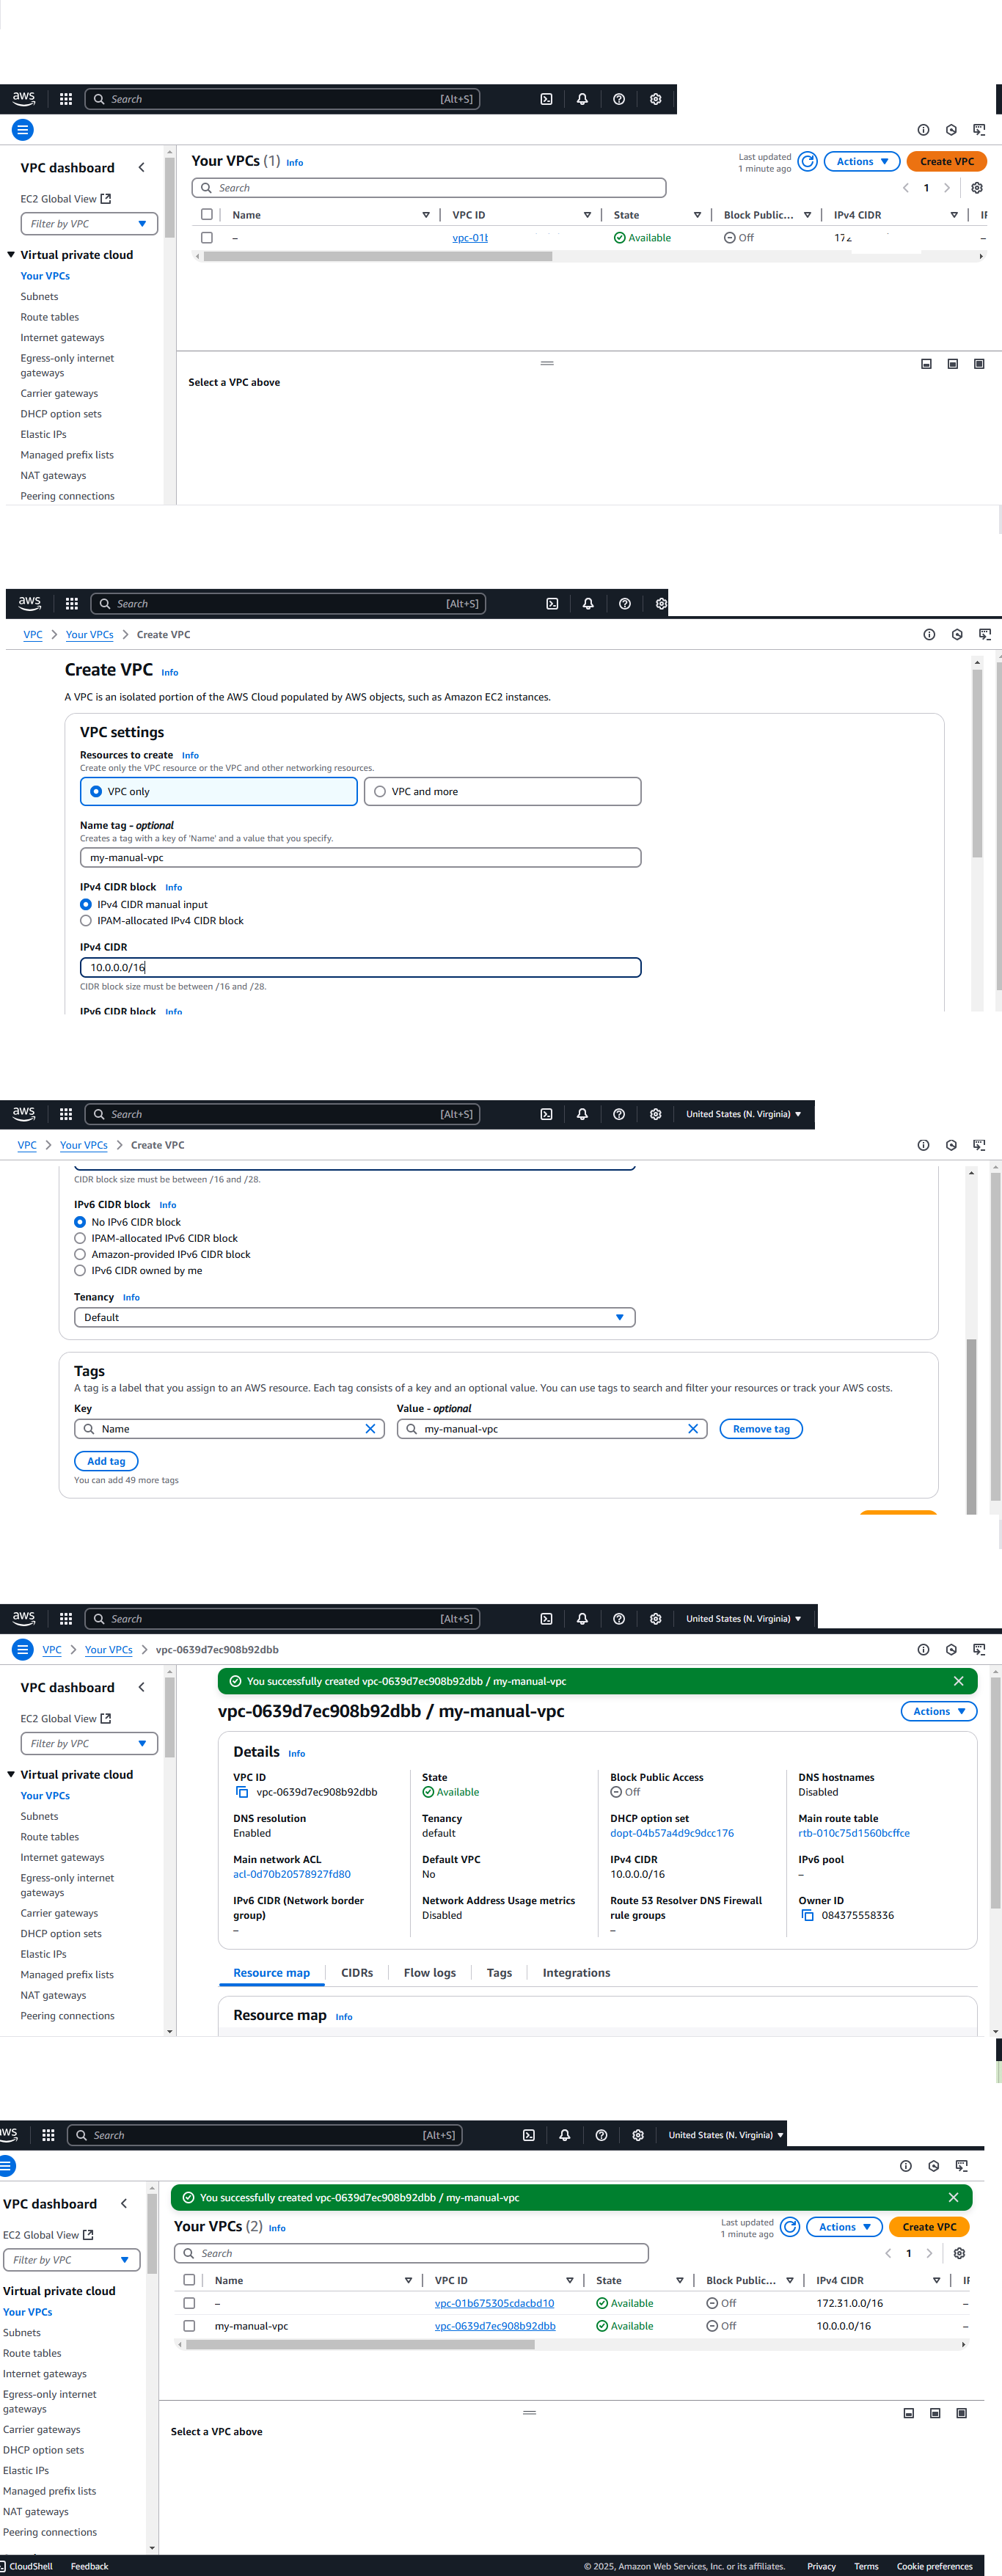 aws
Search [Alt+S]
VPC dashboard
EC2 Global View
Filter by VPC
Virtual private cloud
Your VPCs
Subnets
Route tables
Internet gateways
Egress-only internet
gateways
Carrier gateways
DHCP option sets
Elastic IPs
Managed prefix lists
NAT gateways
Peering connections
Your VPCs (1) Info
Last updated
1 minute ago
Actions
Create VPC
Search
1
Name VPC ID State Block Public... IPv4 CIDR
– vpc-01 Available Off –
Select a VPC above
aws
Search [Alt+S]
VPC > Your VPCs > Create VPC
Create VPC Info
A VPC is an isolated portion of the AWS Cloud populated by AWS objects, such as Amazon EC2 instances.
VPC settings
Resources to create Info
Create only the VPC resource or the VPC and other networking resources.
VPC only
VPC and more
Name tag - optional
Creates a tag with a key of 'Name' and a value that you specify.
my-manual-vpc
IPv4 CIDR block Info
IPv4 CIDR manual input
IPAM-allocated IPv4 CIDR block
IPv4 CIDR
10.0.0.0/16
CIDR block size must be between /16 and /28.
IPv6 CIDR block Info
aws
Search [Alt+S] United States (N. Virginia)
VPC > Your VPCs > Create VPC
CIDR block size must be between /16 and /28.
IPv6 CIDR block Info
No IPv6 CIDR block
IPAM-allocated IPv6 CIDR block
Amazon-provided IPv6 CIDR block
IPv6 CIDR owned by me
Tenancy Info
Default
Tags
A tag is a label that you assign to an AWS resource. Each tag consists of a key and an optional value. You can use tags to search and filter your resources or track your AWS costs.
Key Value - optional
Name my-manual-vpc Remove tag
Add tag
You can add 49 more tags
aws
Search [Alt+S] United States (N. Virginia)
VPC > Your VPCs > vpc-0639d7ec908b92dbb
VPC dashboard
EC2 Global View
Filter by VPC
Virtual private cloud
Your VPCs
Subnets
Route tables
Internet gateways
Egress-only internet
gateways
Carrier gateways
DHCP option sets
Elastic IPs
Managed prefix lists
NAT gateways
Peering connections
You successfully created vpc-0639d7ec908b92dbb / my-manual-vpc
vpc-0639d7ec908b92dbb / my-manual-vpc
Actions
Details Info
VPC ID State Block Public Access DNS hostnames
vpc-0639d7ec908b92dbb Available Off Disabled
DNS resolution Tenancy DHCP option set Main route table
Enabled default dopt-04b57a4d9c9dcc176 rtb-010c75d1560bcffce
Main network ACL Default VPC IPv4 CIDR IPv6 pool
acl-0d70b20578927fd80 No 10.0.0.0/16 –
IPv6 CIDR (Network border Network Address Usage metrics Route 53 Resolver DNS Firewall Owner ID
group) Disabled rule groups 084375558336
– –
Resource map CIDRs Flow logs Tags Integrations
Resource map Info
aws
Search [Alt+S] United States (N. Virginia)
VPC dashboard
EC2 Global View
Filter by VPC
Virtual private cloud
Your VPCs
Subnets
Route tables
Internet gateways
Egress-only internet
gateways
Carrier gateways
DHCP option sets
Elastic IPs
Managed prefix lists
NAT gateways
Peering connections
You successfully created vpc-0639d7ec908b92dbb / my-manual-vpc
Your VPCs (2) Info
Last updated
1 minute ago
Actions
Create VPC
Search
1
Name VPC ID State Block Public... IPv4 CIDR
– vpc-01b675305cdacbd10 Available Off 172.31.0.0/16 –
my-manual-vpc vpc-0639d7ec908b92dbb Available Off 10.0.0.0/16 –
Select a VPC above
CloudShell Feedback © 2025, Amazon Web Services, Inc. or its affiliates. Privacy Terms Cookie preferences